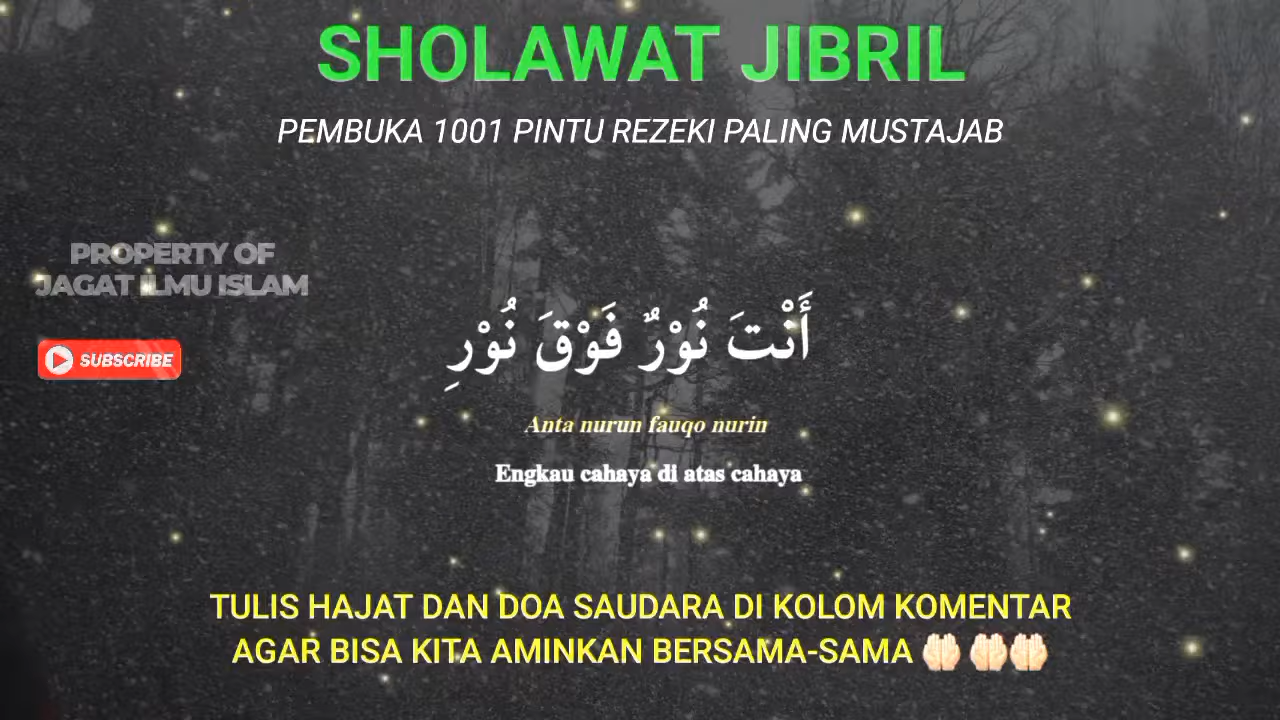 SHOLAWAT JIBRIL
PEMBUKA 1001 PINTU REZEKI PALING MUSTAJAB
PROPERTY OF
JAGAT ILMU ISLAM
SUBSCRIBE
أَنْتَ نُوْرٌ فَوْقَ نُوْرِ
Anta nurun fauqo nurin
Engkau cahaya di atas cahaya
TULIS HAJAT DAN DOA SAUDARA DI KOLOM KOMENTAR
AGAR BISA KITA AMINKAN BERSAMA-SAMA 🤲🏻 🤲🏻🤲🏻